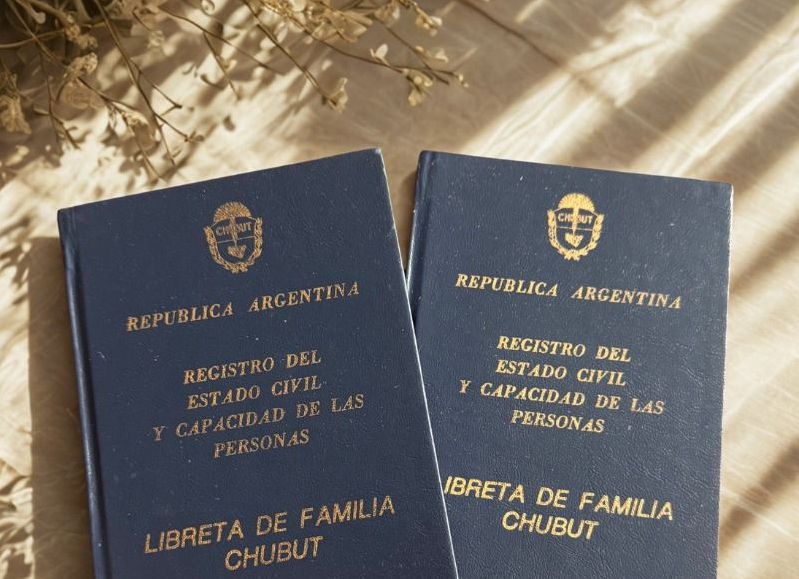 CHUBUT
REPUBLICA ARGENTINA
REGISTRO DEL
ESTADO CIVIL
Y CAPACIDAD DE LAS
PERSONAS
LIBRETA DE FAMILIA
CHUBUT
CHUBUT
REPUBLICA ARGENTINA
REGISTRO DEL
ESTADO CIVIL
Y CAPACIDAD DE LAS
PERSONAS
IBRETA DE FAMILIA
CHUBUT